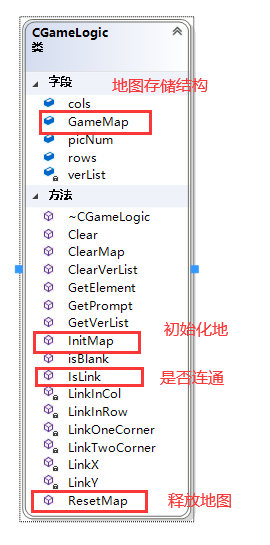 CGameLogic
类
字段
地图存储结构
cols
GameMap
picNum
rows
verList
方法
~CGameLogic
Clear
ClearMap
ClearVerList
GetElement
GetPrompt
GetVerList
初始化地
InitMap
isBlank
IsLink
是否连通
LinkInCol
LinkInRow
LinkOneCorner
LinkTwoCorner
LinkX
LinkY
ResetMap
释放地图